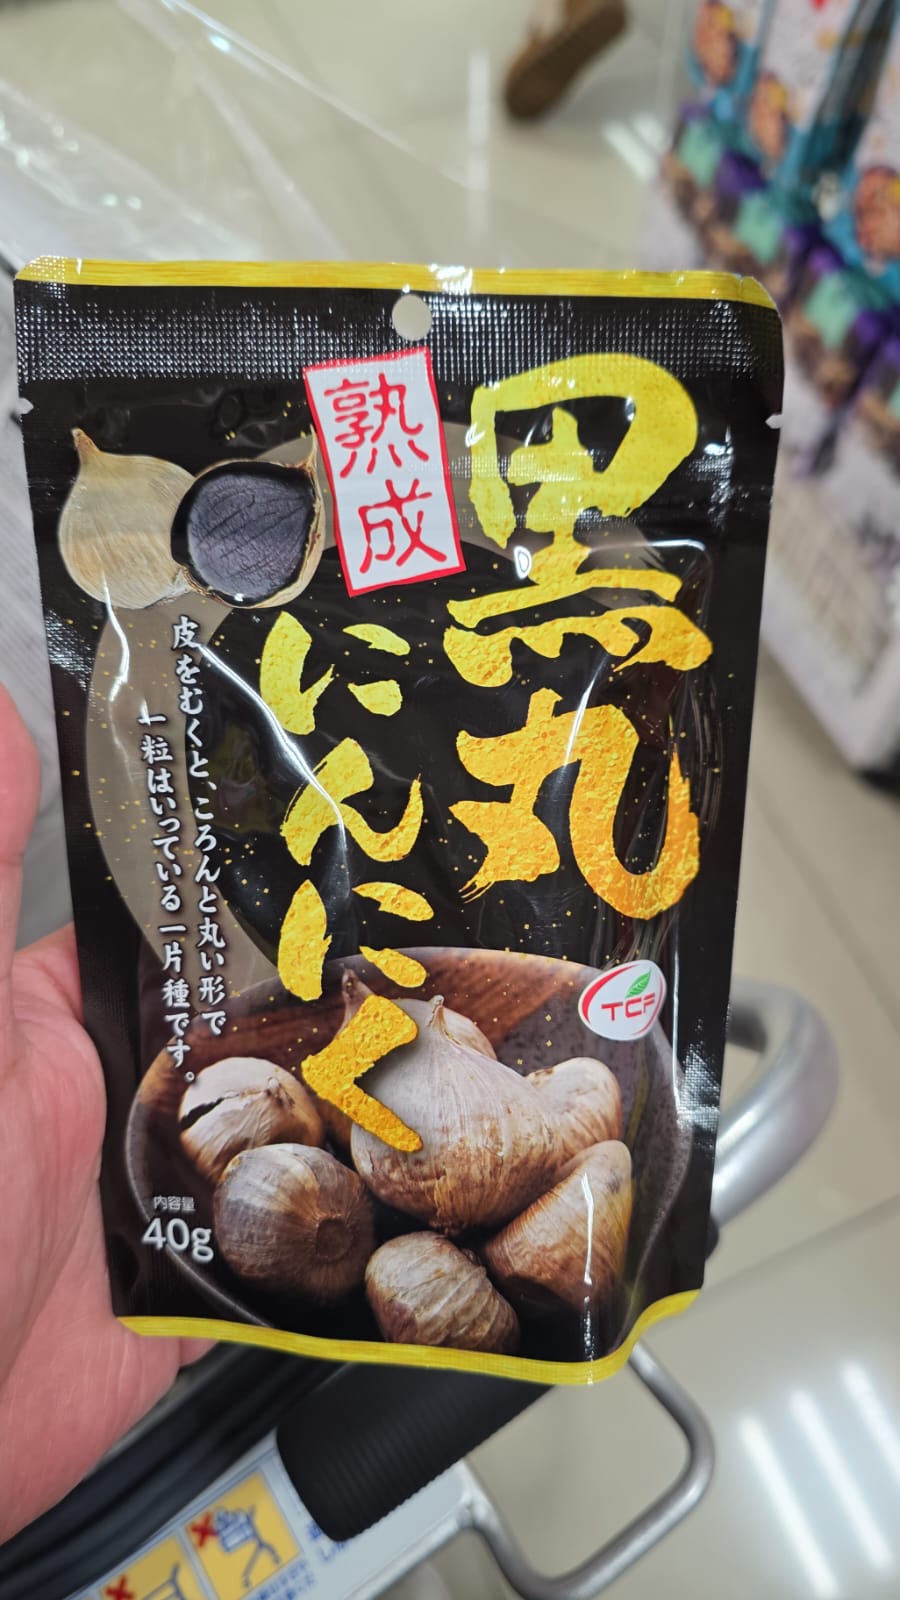 熟成
黒丸
にんにく
皮をむくと、ころんと丸い形で
一粒はいっている一片種です。
TCF
内容量
40g